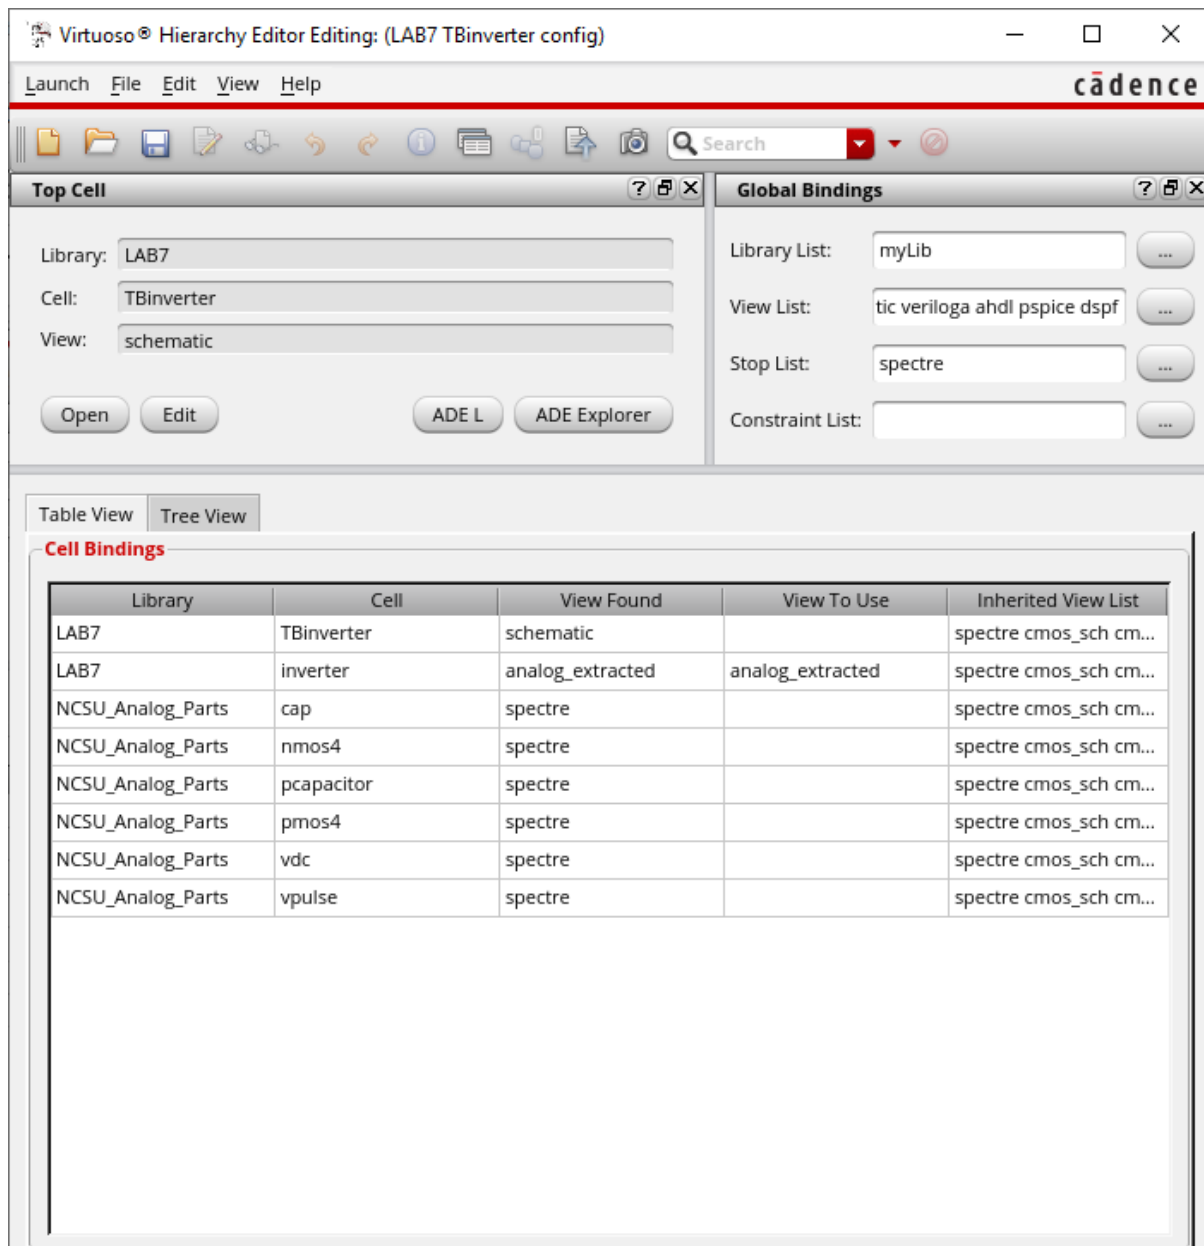 Virtuoso® Hierarchy Editor Editing: (LAB7 TBinverter config)
Launch File Edit View Help
cādence
Search
Top Cell
Library: LAB7
Cell: TBinverter
View: schematic
Open Edit ADE L ADE Explorer
Global Bindings
Library List: myLib ...
View List: tic veriloga ahdl pspice dspf ...
Stop List: spectre ...
Constraint List: ...
Table View Tree View
Cell Bindings
Library Cell View Found View To Use Inherited View List
LAB7 TBinverter schematic spectre cmos_sch cm...
LAB7 inverter analog_extracted analog_extracted spectre cmos_sch cm...
NCSU_Analog_Parts cap spectre spectre cmos_sch cm...
NCSU_Analog_Parts nmos4 spectre spectre cmos_sch cm...
NCSU_Analog_Parts pcapacitor spectre spectre cmos_sch cm...
NCSU_Analog_Parts pmos4 spectre spectre cmos_sch cm...
NCSU_Analog_Parts vdc spectre spectre cmos_sch cm...
NCSU_Analog_Parts vpulse spectre spectre cmos_sch cm...